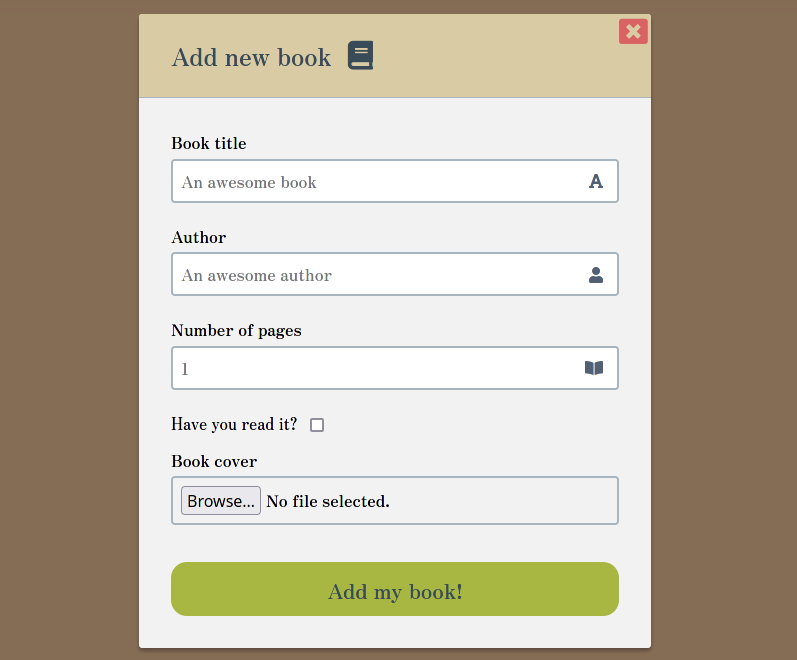 Add new book
Book title
An awesome book
Author
An awesome author
Number of pages
1
Have you read it?
Book cover
Browse... No file selected.
Add my book!